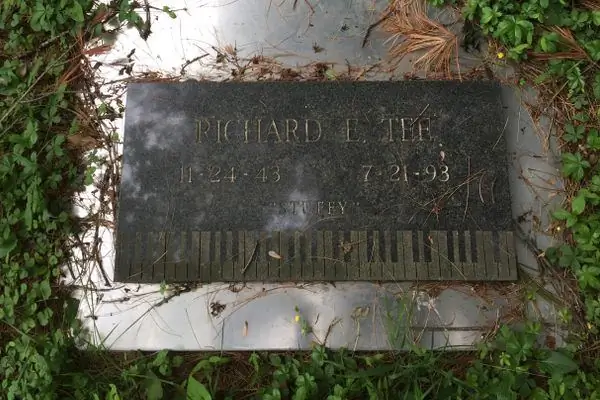 RICHARD E. TEE
11-24-43 7-21-93
"STUFFY"